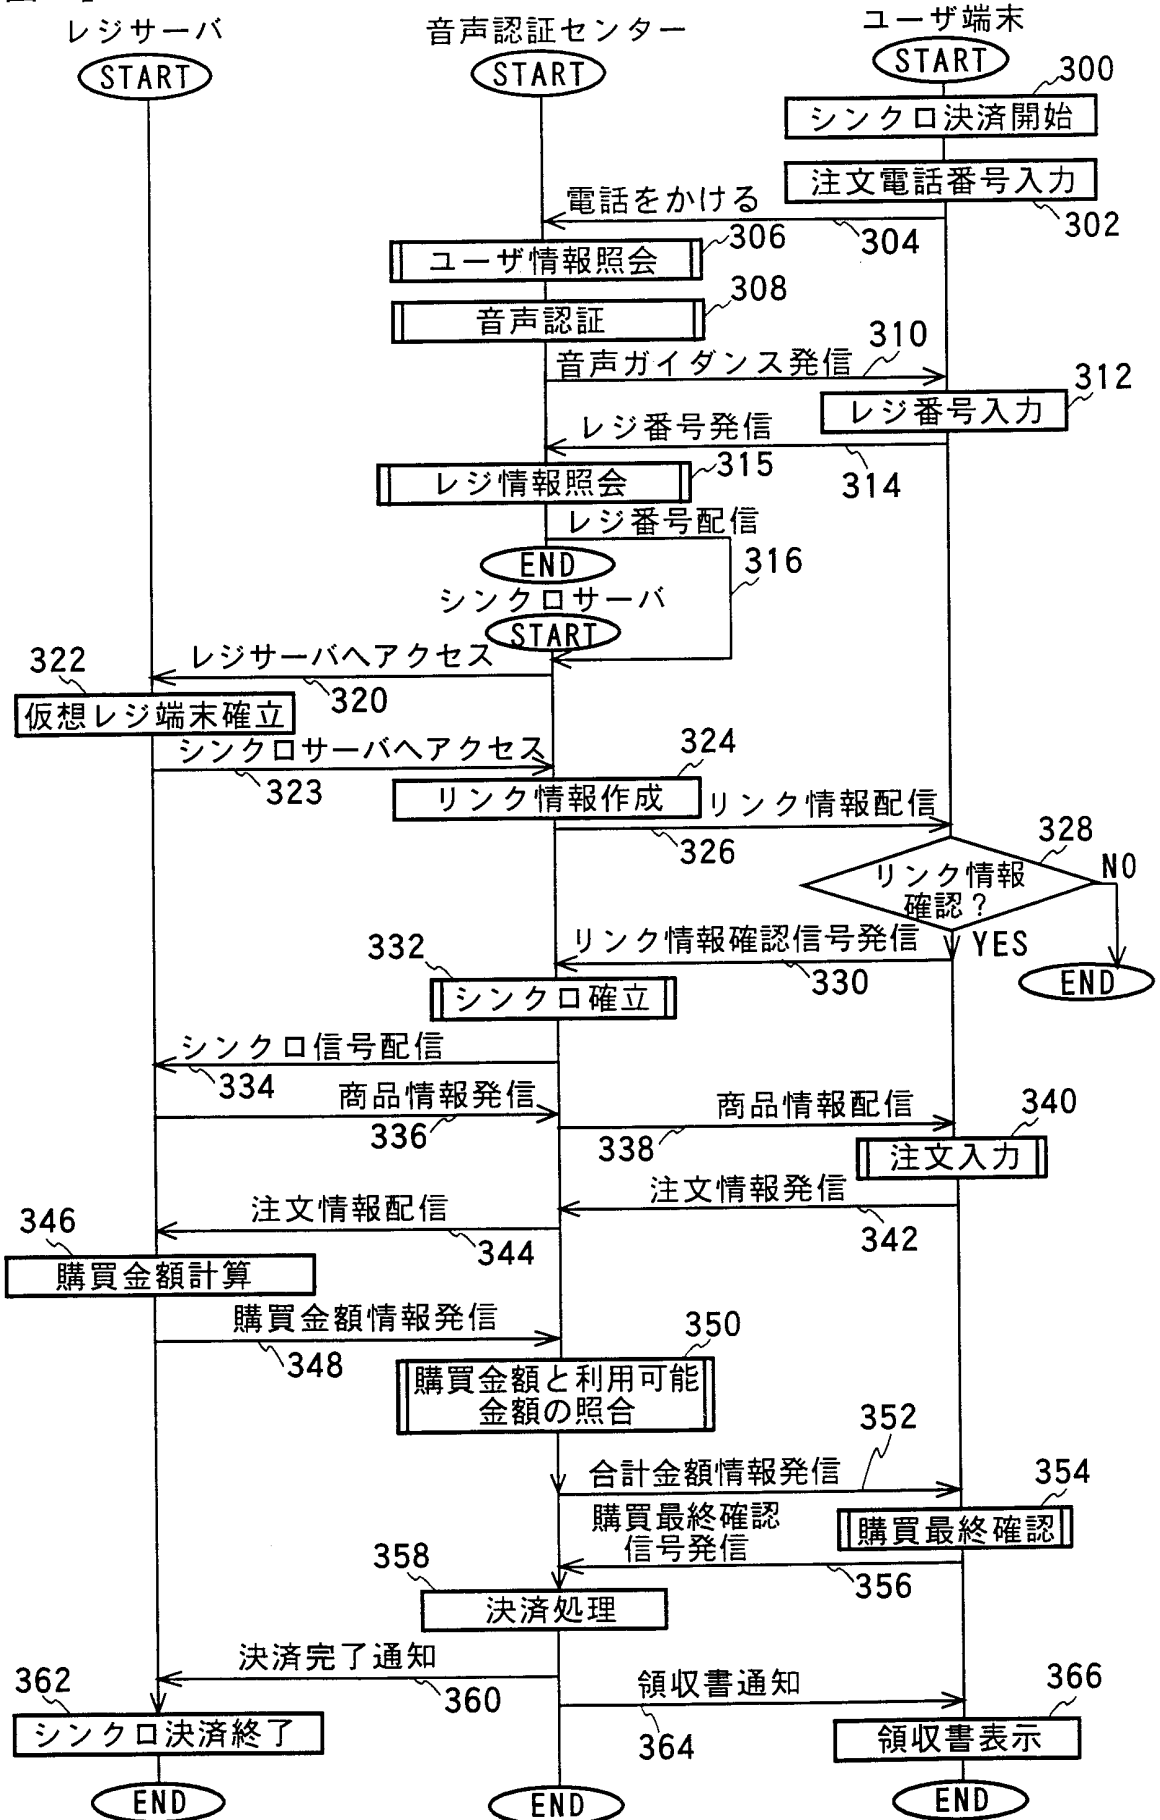 レジサーバ
音声認証センター
ユーザ端末
START
START
START
300
シンクロ決済開始
注文電話番号入力
302
電話をかける
304
306
ユーザ情報照会
308
音声認証
音声ガイダンス発信
310
312
レジ番号入力
レジ番号発信
314
315
レジ情報照会
レジ番号配信
END
316
シンクロサーバ
START
レジサーバへアクセス
320
322
仮想レジ端末確立
シンクロサーバへアクセス
323
324
リンク情報作成
リンク情報配信
326
328
リンク情報
確認?
NO
YES
END
リンク情報確認信号発信
330
332
シンクロ確立
シンクロ信号配信
334
商品情報発信
336
商品情報配信
338
340
注文入力
注文情報発信
342
注文情報配信
344
346
購買金額計算
購買金額情報発信
348
350
購買金額と利用可能
金額の照合
352
合計金額情報発信
354
購買最終確認
購買最終確認
信号発信
356
358
決済処理
決済完了通知
360
362
シンクロ決済終了
領収書通知
364
366
領収書表示
END
END
END